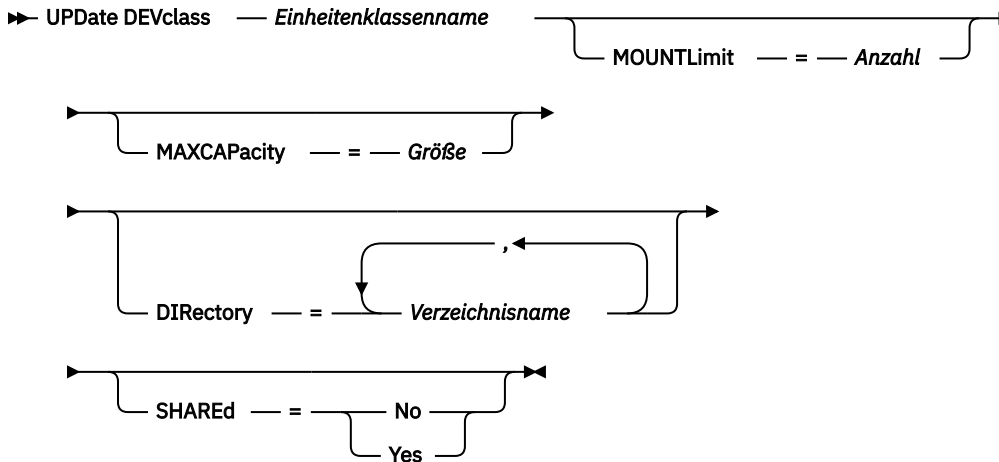 UPDate DEVclass Einheitenklassenname
MOUNTLimit = Anzahl
MAXCAPacity = Größe
,
DIRectory = Verzeichnisname
SHAREd = No
Yes